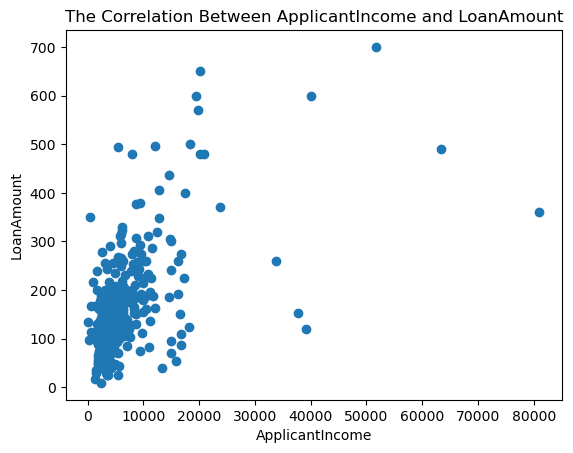 The Correlation Between ApplicantIncome and LoanAmount
700
600
500
400
300
200
100
0
LoanAmount
0 10000 20000 30000 40000 50000 60000 70000 80000
ApplicantIncome